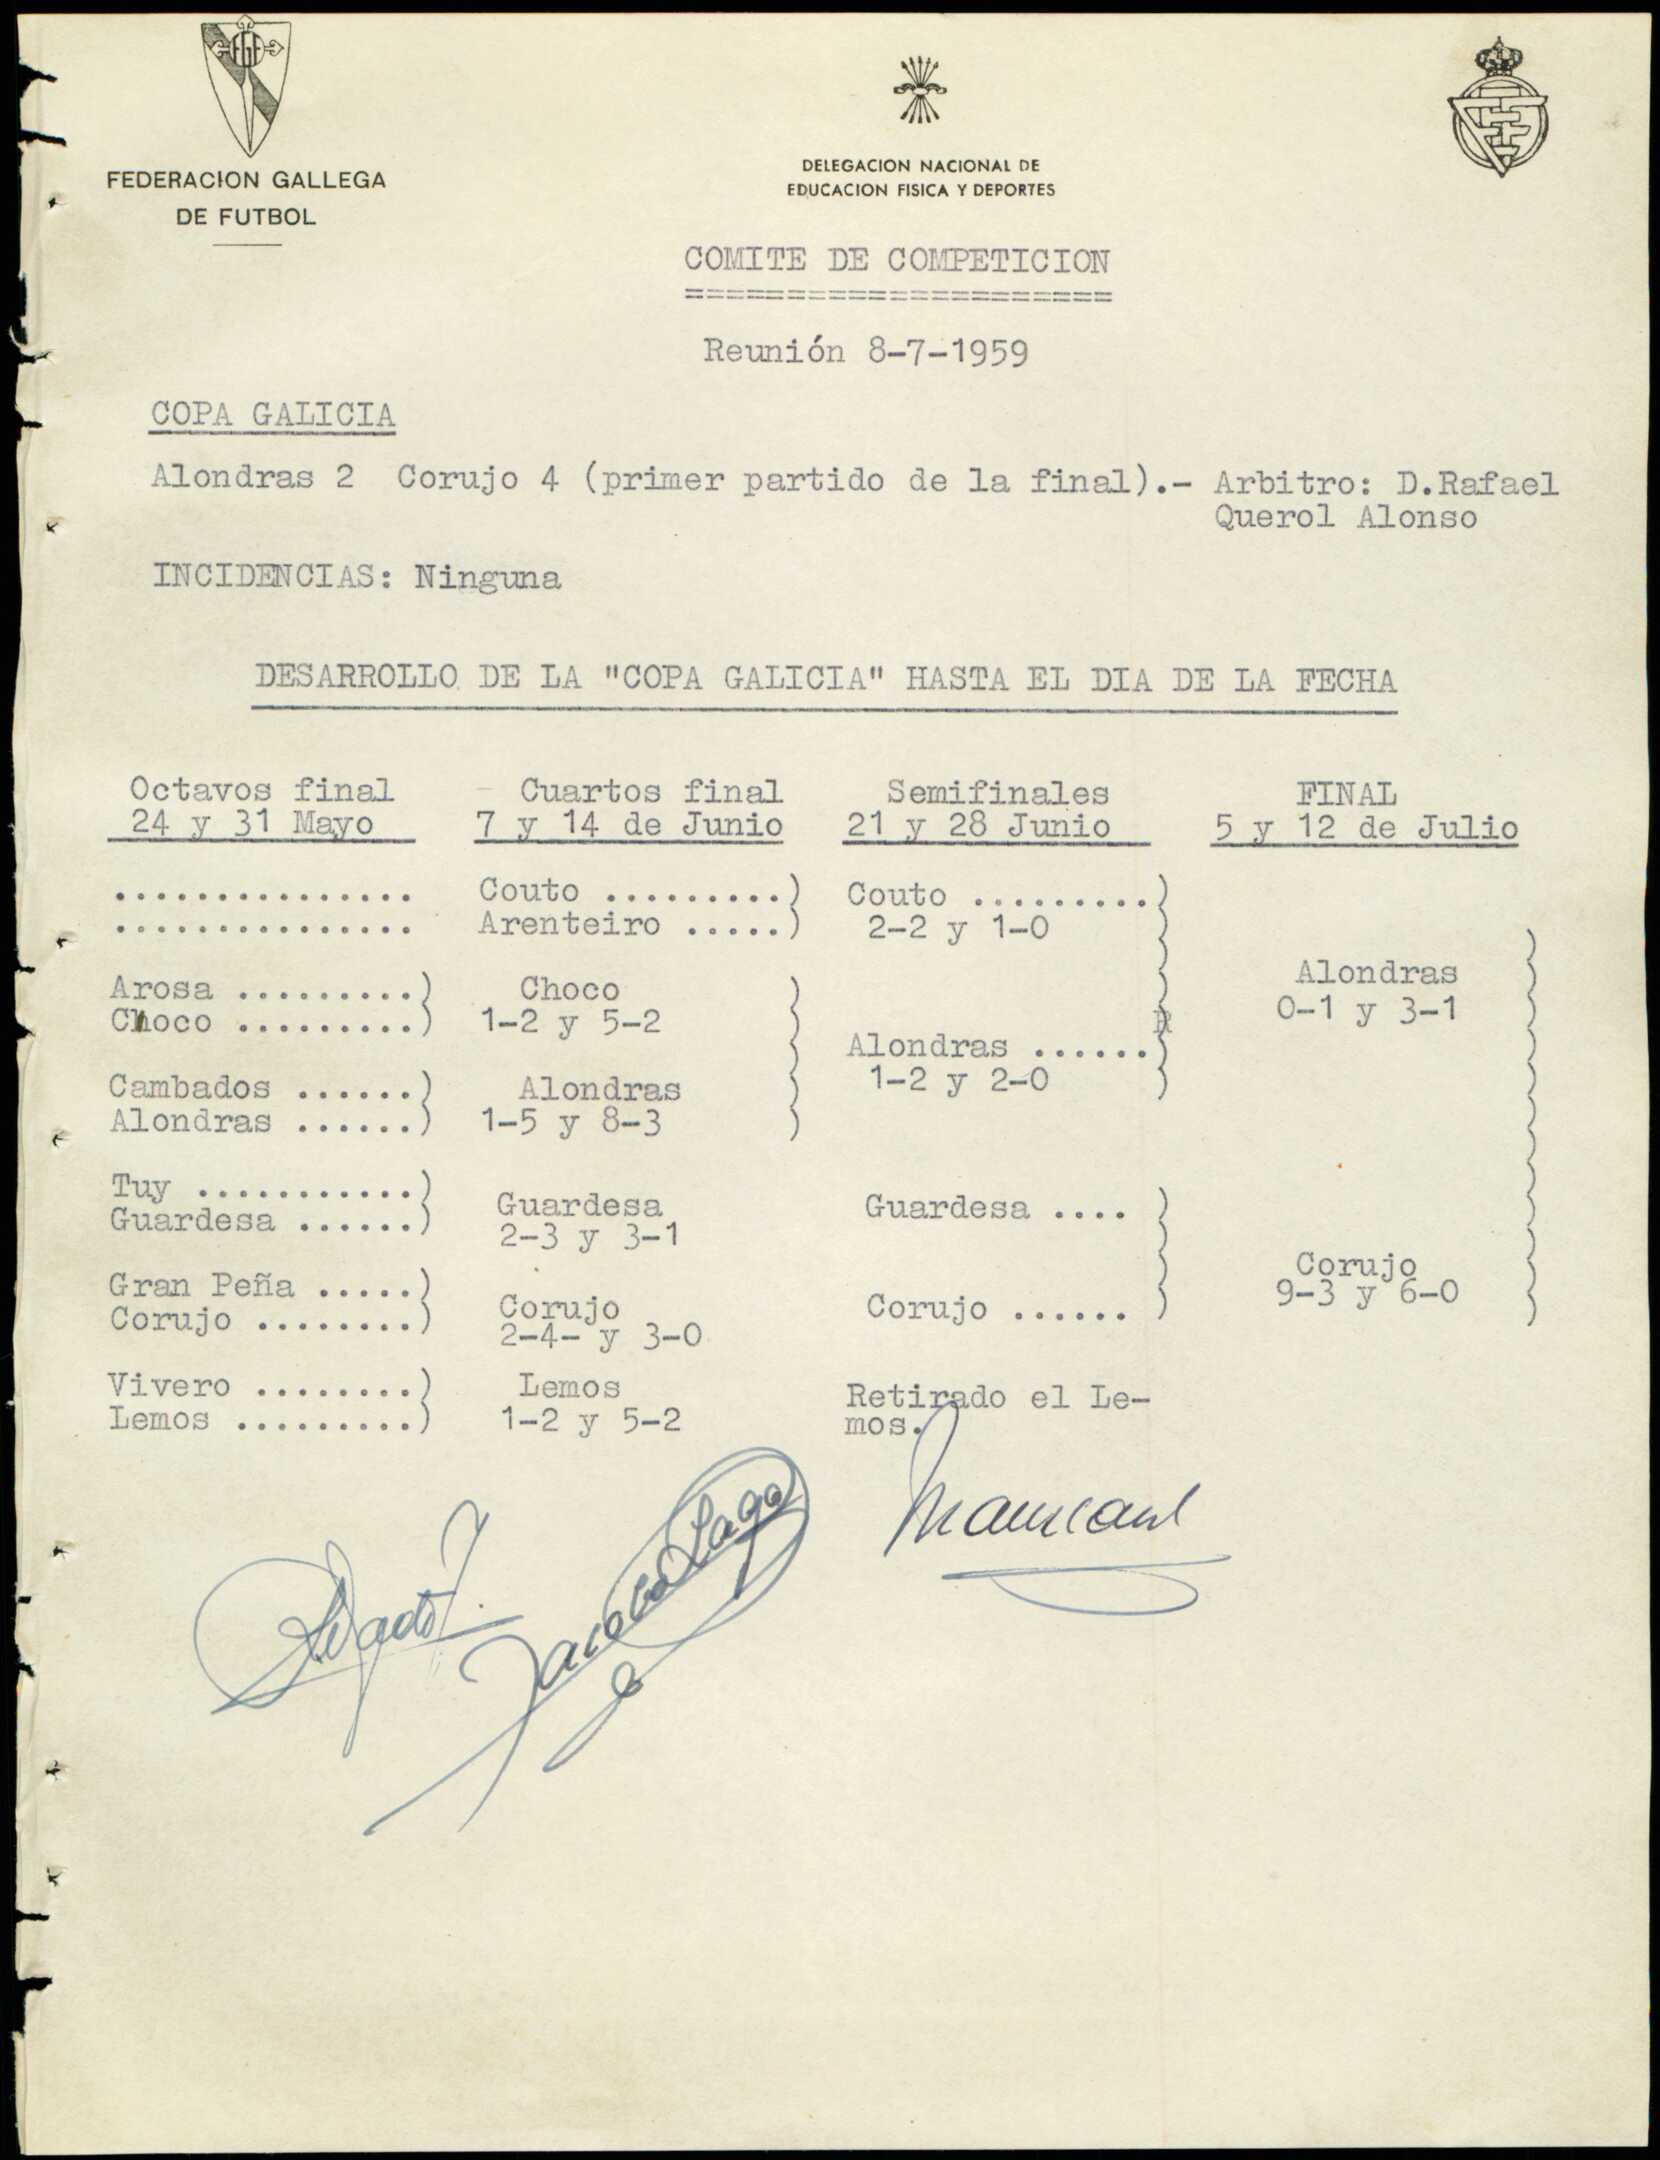 FGF
FEDERACION GALLEGA
DE FUTBOL
DELEGACION NACIONAL DE
EDUCACION FISICA Y DEPORTES
COMITE DE COMPETICION
=====================
Reunión 8-7-1959
COPA GALICIA
Alondras 2  Corujo 4 (primer partido de la final).- Arbitro: D.Rafael
Querol Alonso
INCIDENCIAS: Ninguna
DESARROLLO DE LA "COPA GALICIA" HASTA EL DIA DE LA FECHA
Octavos final  Cuartos final  Semifinales  FINAL
24 y 31 Mayo  7 y 14 de Junio  21 y 28 Junio  5 y 12 de Julio
...............  Couto .........)  Couto .........)
...............  Arenteiro .....)  2-2 y 1-0
Alondras
Arosa .........)  Choco
0-1 y 3-1
Choco .........)  1-2 y 5-2
Alondras ......)
Cambados ......)  Alondras  1-2 y 2-0
Alondras ......)  1-5 y 8-3
Tuy ...........)  Guardesa  Guardesa ....
Guardesa ......)  2-3 y 3-1
Corujo
Gran Peña .....)  Corujo  Corujo ......  9-3 y 6-0
Corujo ........)  2-4- y 3-0
Vivero ........)  Lemos  Retirado el Le-
Lemos .........)  1-2 y 5-2  mos.
Jacobo Lago